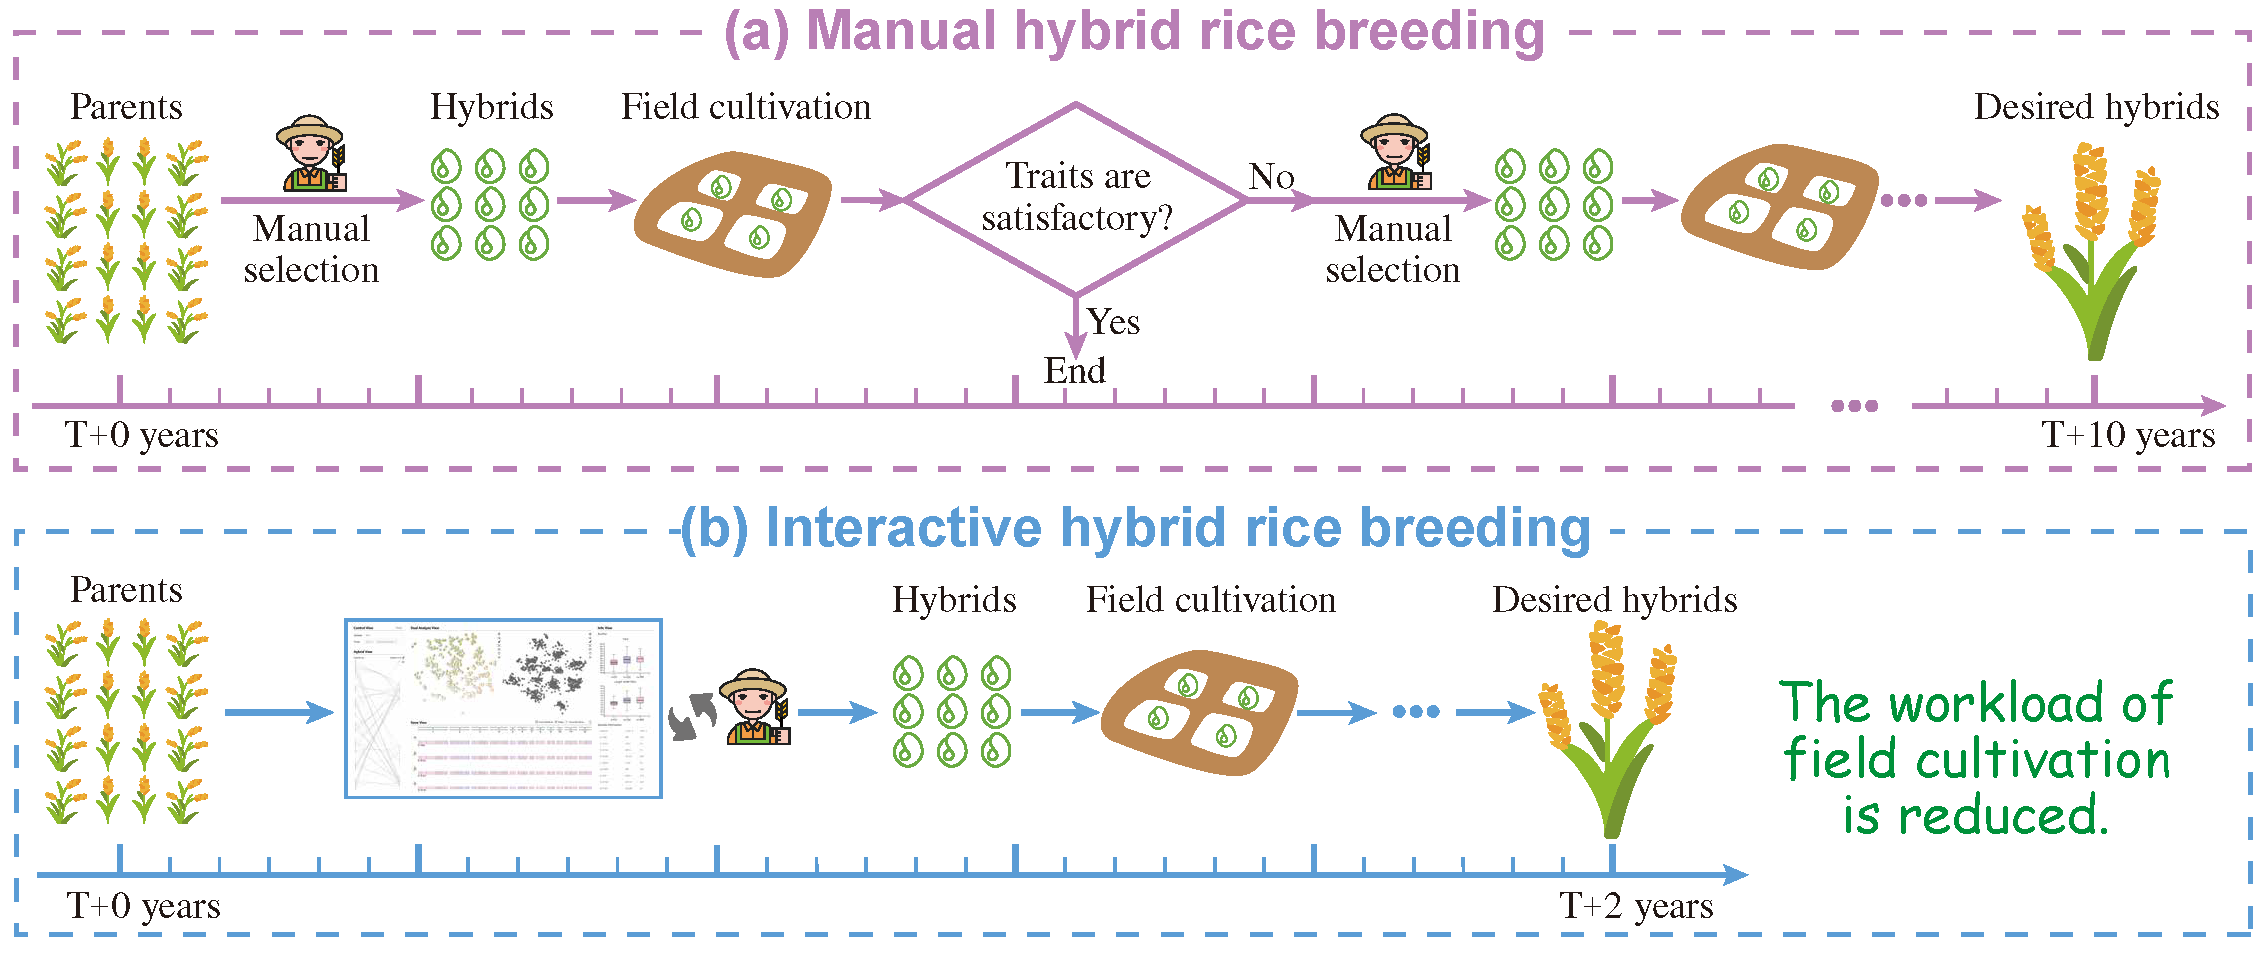 (a) Manual hybrid rice breeding
Parents
Hybrids
Field cultivation
Desired hybrids
Manual
selection
Traits are
satisfactory?
No
Manual
selection
Yes
End
T+0 years
T+10 years
(b) Interactive hybrid rice breeding
Parents
Hybrids
Field cultivation
Desired hybrids
The workload of
field cultivation
is reduced.
T+0 years
T+2 years